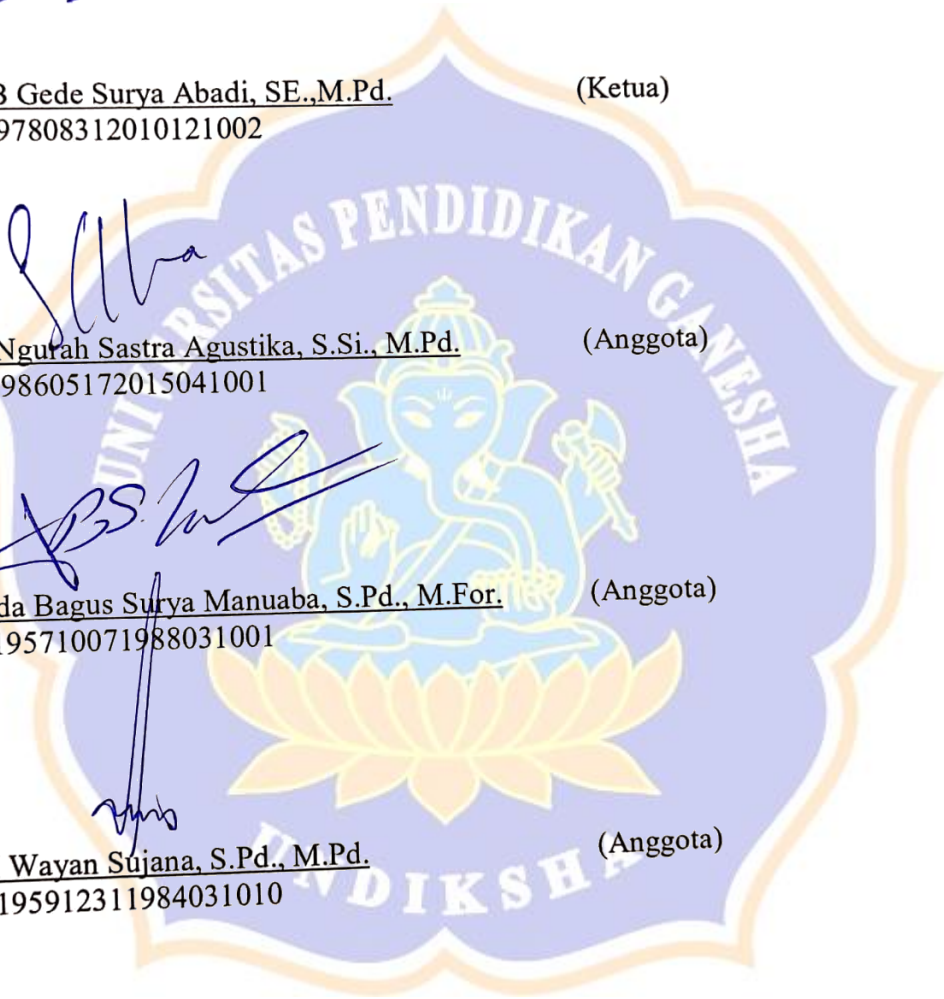 Gede Surya Abadi, SE.,M.Pd. (Ketua)
97808312010121002
UNIVERSITAS PENDIDIKAN GANESHA
Ngurah Sastra Agustika, S.Si., M.Pd. (Anggota)
98605172015041001
da Bagus Surya Manuaba, S.Pd., M.For. (Anggota)
195710071988031001
Wayan Sujana, S.Pd., M.Pd. (Anggota)
195912311984031010
UNDIKSHA